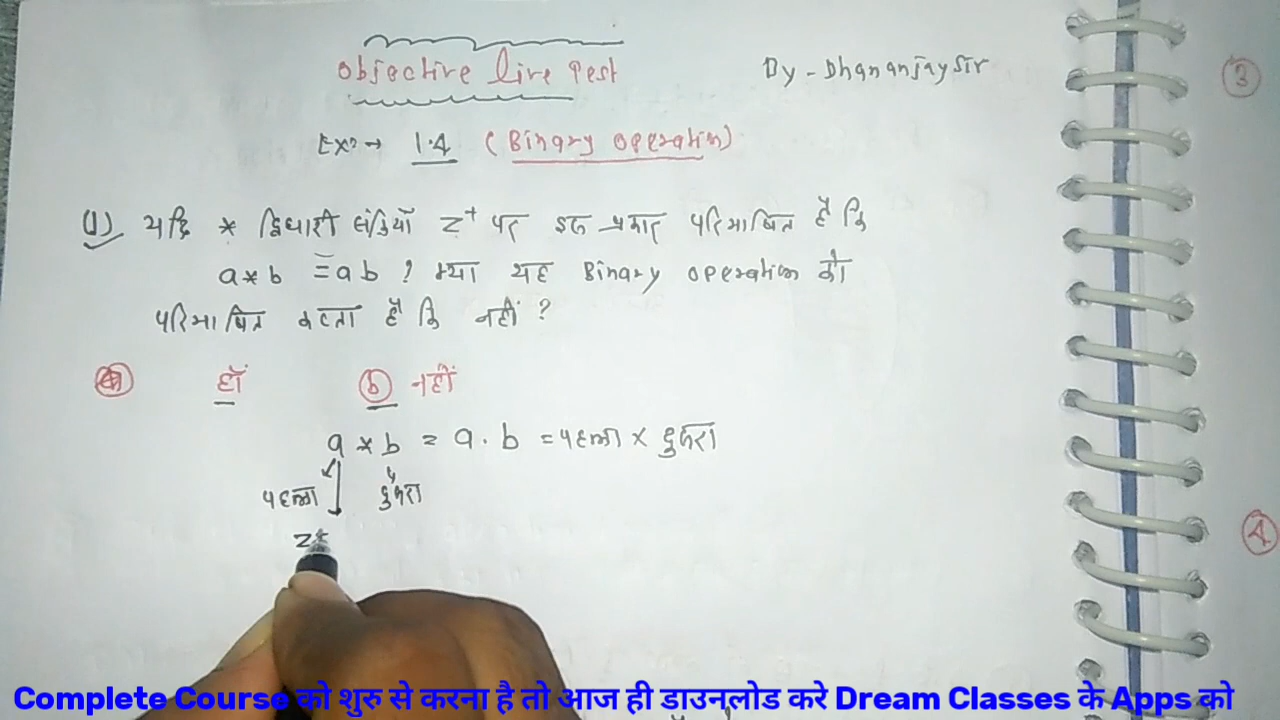 Objective live Test
By - Dhananjay Sir
3
Exr → 1.4 (Binary operation)
(1) यदि * द्विधारी संक्रियाँ Z⁺ पर इस प्रकार परिभाषित है कि
a * b = ab ? क्या यह Binary operation को
परिभाषित करता है कि नहीं ?
(a) हाँ (b) नहीं
a * b = a . b = पहला × दुसरा
पहला दुसरा
Z⁺
4
Complete Course को शुरु से करना है तो आज ही डाउनलोड करे Dream Classes के Apps को